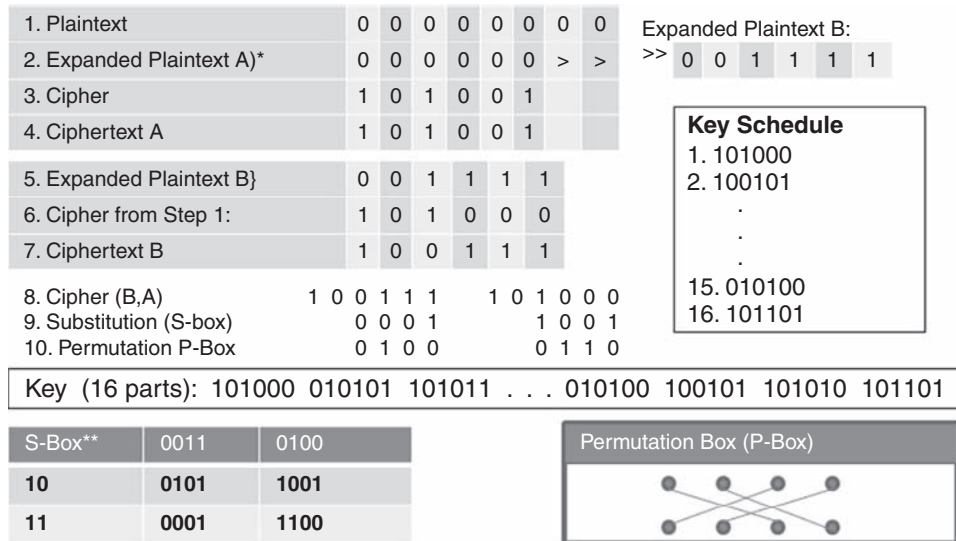 1. Plaintext 0 0 0 0 0 0 0 0
2. Expanded Plaintext A)* 0 0 0 0 0 0 > >
3. Cipher 1 0 1 0 0 1
4. Ciphertext A 1 0 1 0 0 1
Expanded Plaintext B:
>> 0 0 1 1 1 1 1
5. Expanded Plaintext B} 0 0 1 1 1 1
6. Cipher from Step 1: 1 0 1 0 0 0
7. Ciphertext B 1 0 0 1 1 1
Key Schedule
1. 101000
2. 100101
.
.
.
15. 010100
16. 101101
8. Cipher (B,A) 1 0 0 1 1 1 1 0 1 0 0 0
9. Substitution (S-box) 0 0 0 1 1 0 0 1
10. Permutation P-Box 0 1 0 0 0 1 1 0
Key (16 parts): 101000 010101 101011 . . . 010100 100101 101010 101101
S-Box** 0011 0100
10 0101 1001
11 0001 1100
Permutation Box (P-Box)